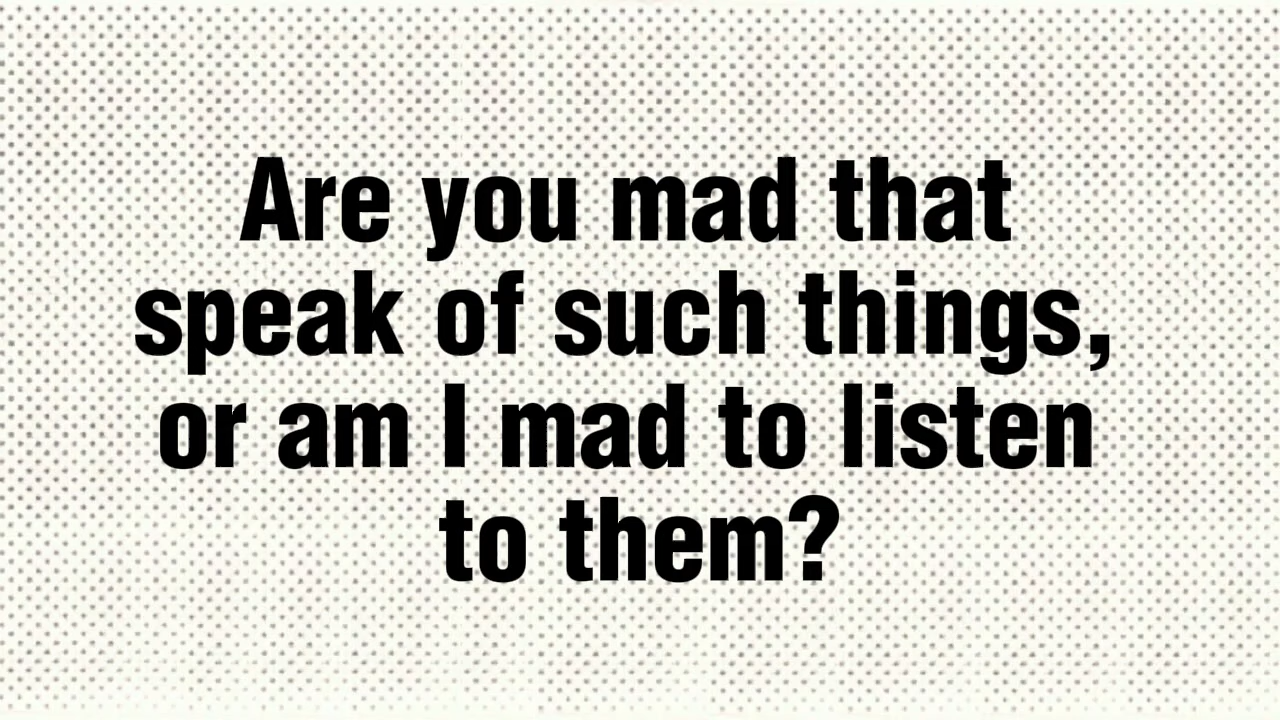 Are you mad that
speak of such things,
or am I mad to listen
to them?